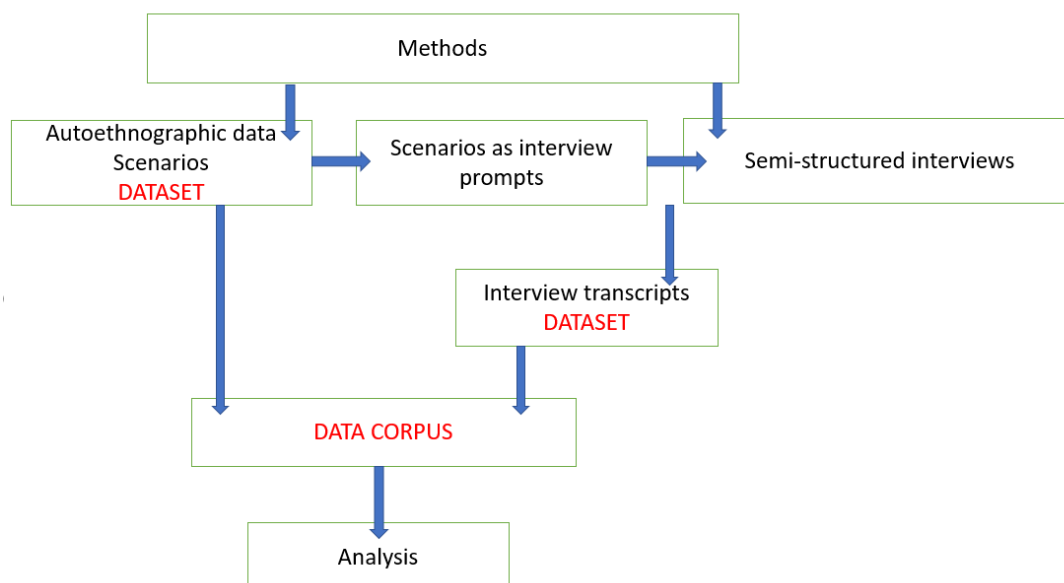 Methods
Autoethnographic data
Scenarios
DATASET
Scenarios as interview
prompts
Semi-structured interviews
Interview transcripts
DATASET
DATA CORPUS
Analysis